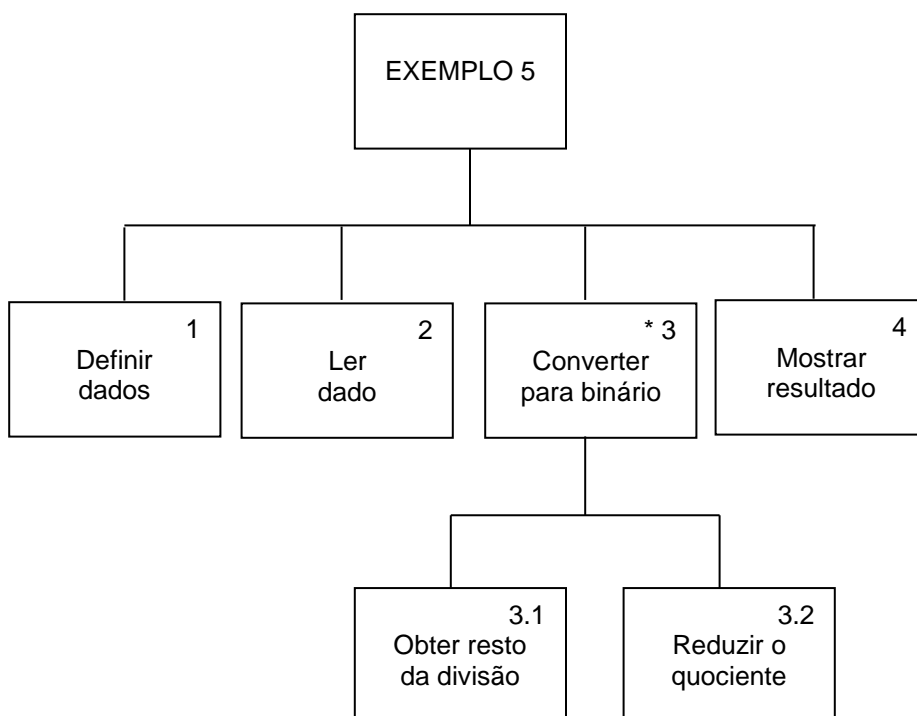 EXEMPLO 5
1
Definir
dados
2
Ler
dado
* 3
Converter
para binário
4
Mostrar
resultado
3.1
Obter resto
da divisão
3.2
Reduzir o
quociente